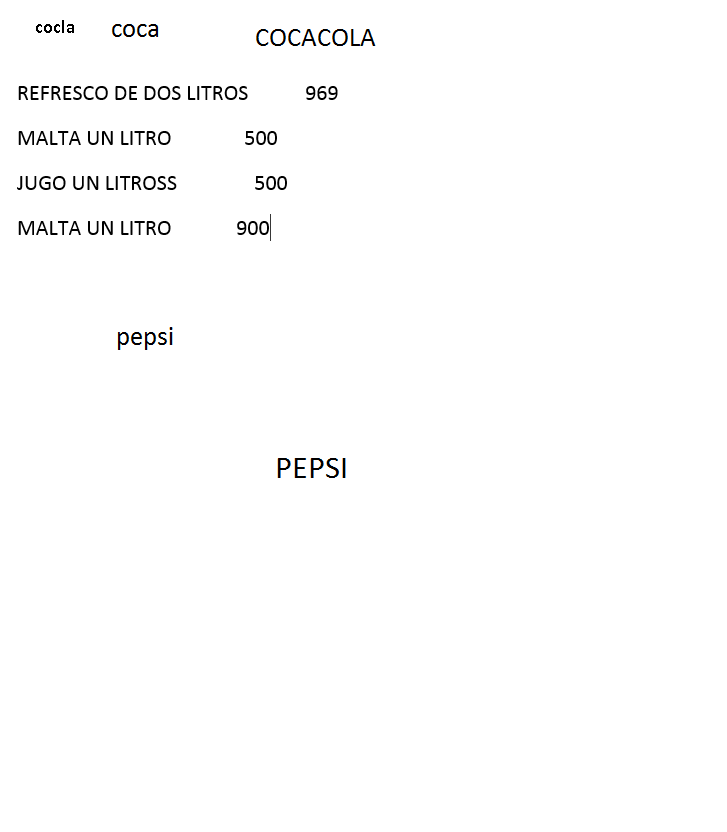 cocla coca COCACOLA
REFRESCO DE DOS LITROS 969
MALTA UN LITRO 500
JUGO UN LITROSS 500
MALTA UN LITRO 900
pepsi
PEPSI